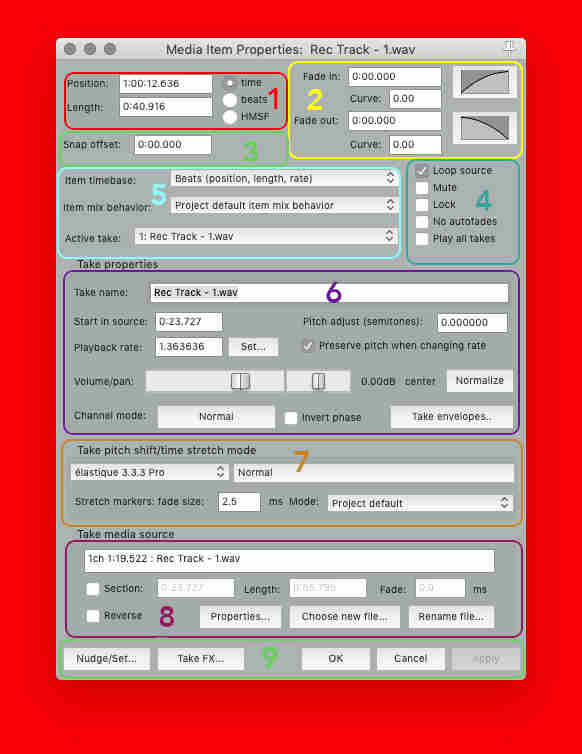 Media Item Properties: Rec Track - 1.wav
Position: 1:00:12.636 time
Length: 0:40.916 beats
HMSF
1
Fade in: 0:00.000
Curve: 0.00
Fade out: 0:00.000
Curve: 0.00
2
Snap offset: 0:00.000
3
Loop source
Mute
Lock
No autofades
Play all takes
4
Item timebase: Beats (position, length, rate)
Item mix behavior: Project default item mix behavior
Active take: 1: Rec Track - 1.wav
5
Take properties
Take name: Rec Track - 1.wav
6
Start in source: 0:23.727 Pitch adjust (semitones): 0.000000
Playback rate: 1.363636 Set... Preserve pitch when changing rate
Volume/pan: 0.00dB center Normalize
Channel mode: Normal Invert phase Take envelopes..
Take pitch shift/time stretch mode
7
élastique 3.3.3 Pro Normal
Stretch markers: fade size: 2.5 ms Mode: Project default
Take media source
1ch 1:19.522 : Rec Track - 1.wav
Section: 0:23.727 Length: 0:55.795 Fade: 0.0 ms
Reverse 8 Properties... Choose new file... Rename file...
Nudge/Set... Take FX... 9 OK Cancel Apply